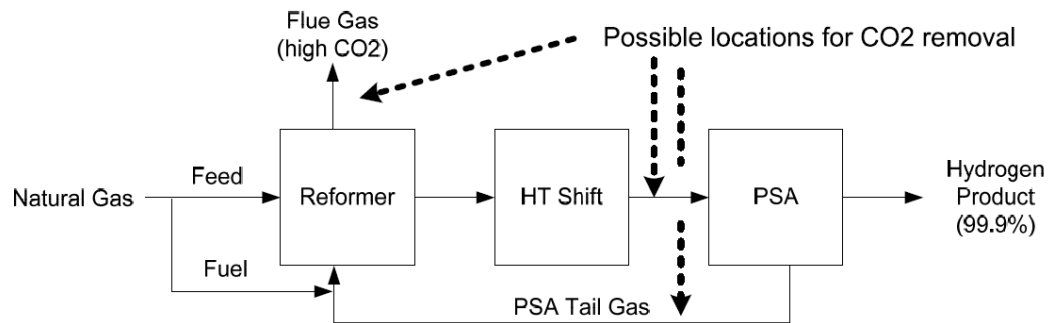 Flue Gas
(high CO2)
Possible locations for CO2 removal
Natural Gas
Feed
Reformer
HT Shift
PSA
Hydrogen
Product
(99.9%)
Fuel
PSA Tail Gas